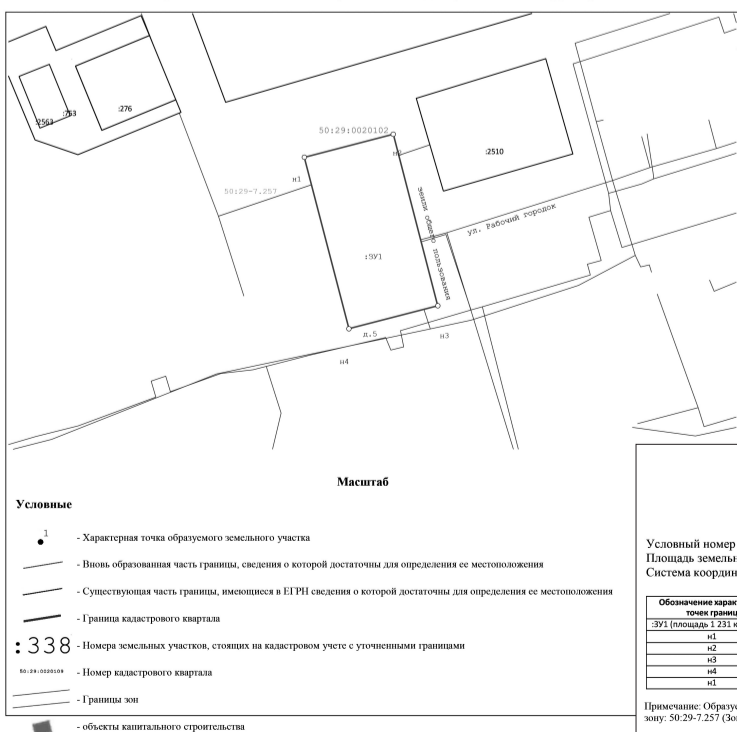 :2563
:753
:276
50:29:0020102
н2
:2510
н1
50:29-7.257
земли общего пользования
ул. Рабочий городок
:ЗУ1
д.5
н3
н4
Масштаб
Условные
1
- Характерная точка образуемого земельного участка
- Вновь образованная часть границы, сведения о которой достаточны для определения ее местоположения
- Существующая часть границы, имеющиеся в ЕГРН сведения о которой достаточны для определения ее местоположения
- Граница кадастрового квартала
:338 - Номера земельных участков, стоящих на кадастровом учете с уточненными границами
50:29:0020109 - Номер кадастрового квартала
- Границы зон
- объекты капитального строительства
Условный номер
Площадь земельн
Система координ
Обозначение харак
точек границ
:ЗУ1 (площадь 1 231 к
н1
н2
н3
н4
н1
Примечание: Образуе
зону: 50:29-7.257 (Зон